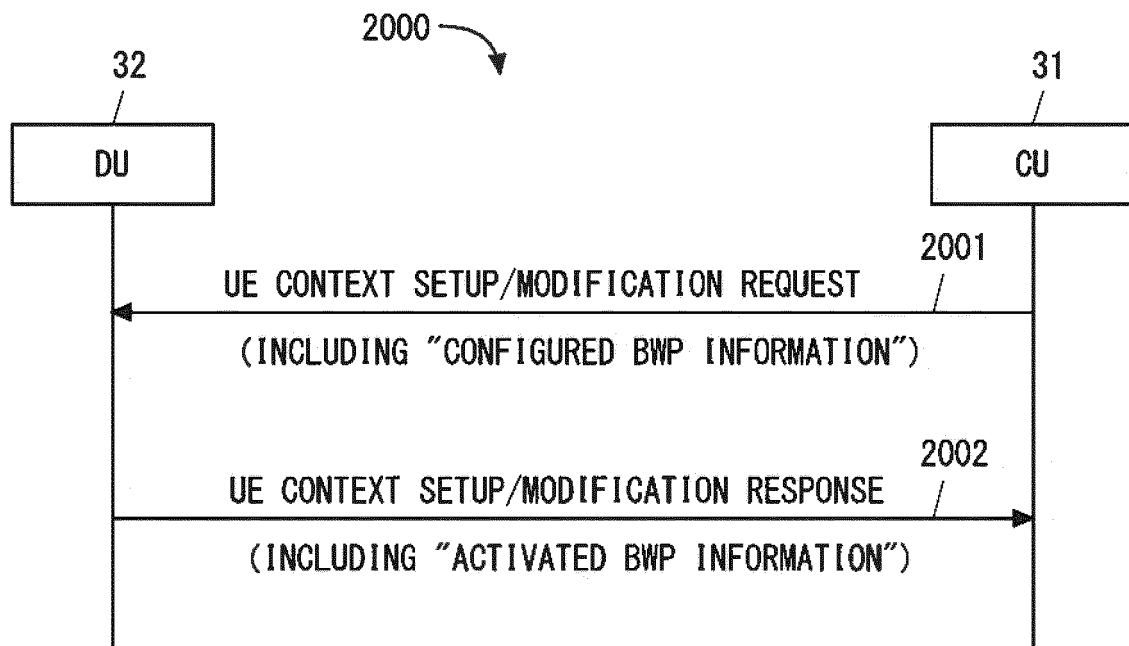 2000
32
31
DU
CU
2001
UE CONTEXT SETUP/MODIFICATION REQUEST
(INCLUDING "CONFIGURED BWP INFORMATION")
2002
UE CONTEXT SETUP/MODIFICATION RESPONSE
(INCLUDING "ACTIVATED BWP INFORMATION")